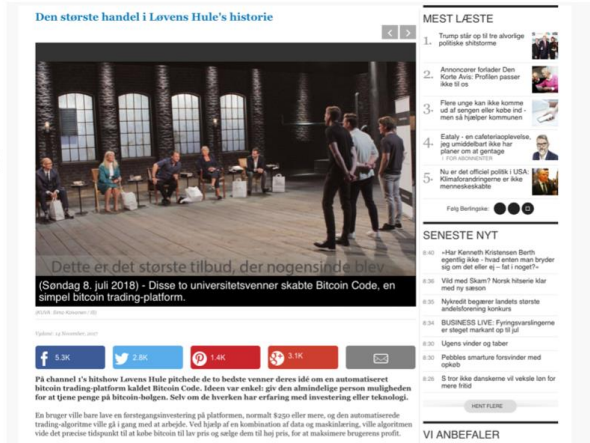 Den største handel i Løvens Hule's historie
Dette er det største tilbud, der nogensinde blev
(Søndag 8. juli 2018) - Disse to universitetsvenner skabte Bitcoin Code, en
simpel bitcoin trading-platform.
5.3K
2.8K
1.4K
3.1K
På chanel 1's hitshow Løvens Hule pitchede de to bedste venner deres idé om en automatiseret
bitcoin trading-platform kaldet Bitcoin Code. Ideen var enkel: giv den almindelige person muligheden
for at tjene penge på bitcoin-bølgen. Selv om de hverken har erfaring med investering eller teknologi.
En bruger ville bare lave en førstegangsinvestering på platformen, normalt $250 eller mere, og den automatiserede
trading-algoritme ville gå i gang med at arbejde. Ved hjælp af en kombination af data og maskinlæring, ville algoritmen
vide det præcise tidspunkt til at købe bitcoin til lav pris og sælge dem til høj pris, for at maksimere brugerens profit.
MEST LÆSTE
1. Trump står op til tre alvorlige
politiske shitstorme
2. Annoncører forlader Den
Korte Avis: Profilen passer
ikke til os
3. Flere unge kan ikke komme
ud af sengen eller købe ind -
men så hjælper kommunen
4. Eataly - en cafeteriaoplevelse,
jeg umiddelbart ikke har
planer om at gentage
FOR ABONNENTER
5. Nu er det officiel politik i USA:
Klimaforandringerne er ikke
menneskeskabte
Følg Berlingske:
SENESTE NYT
8:40 »Har Kenneth Kristensen Berth
egentlig ikke - hvad enten man bryder
sig om det eller ej – fat i noget?«
8:36 Vild med Skam? Norsk hitserie klar
med ny sæson
8:35 Nykredit begærer landets største
andelsforening konkurs
8:34 BUSINESS LIVE: Fyringsvarslingerne
er steget markant op til jul
8:30 Ugens vinder og taber
8:30 Pebbles smarture forsvinder med
opkøb
8:26 S tror ikke danskerne vil veksle løn for
mere fritid
HENT FLERE
VI ANBEFALER